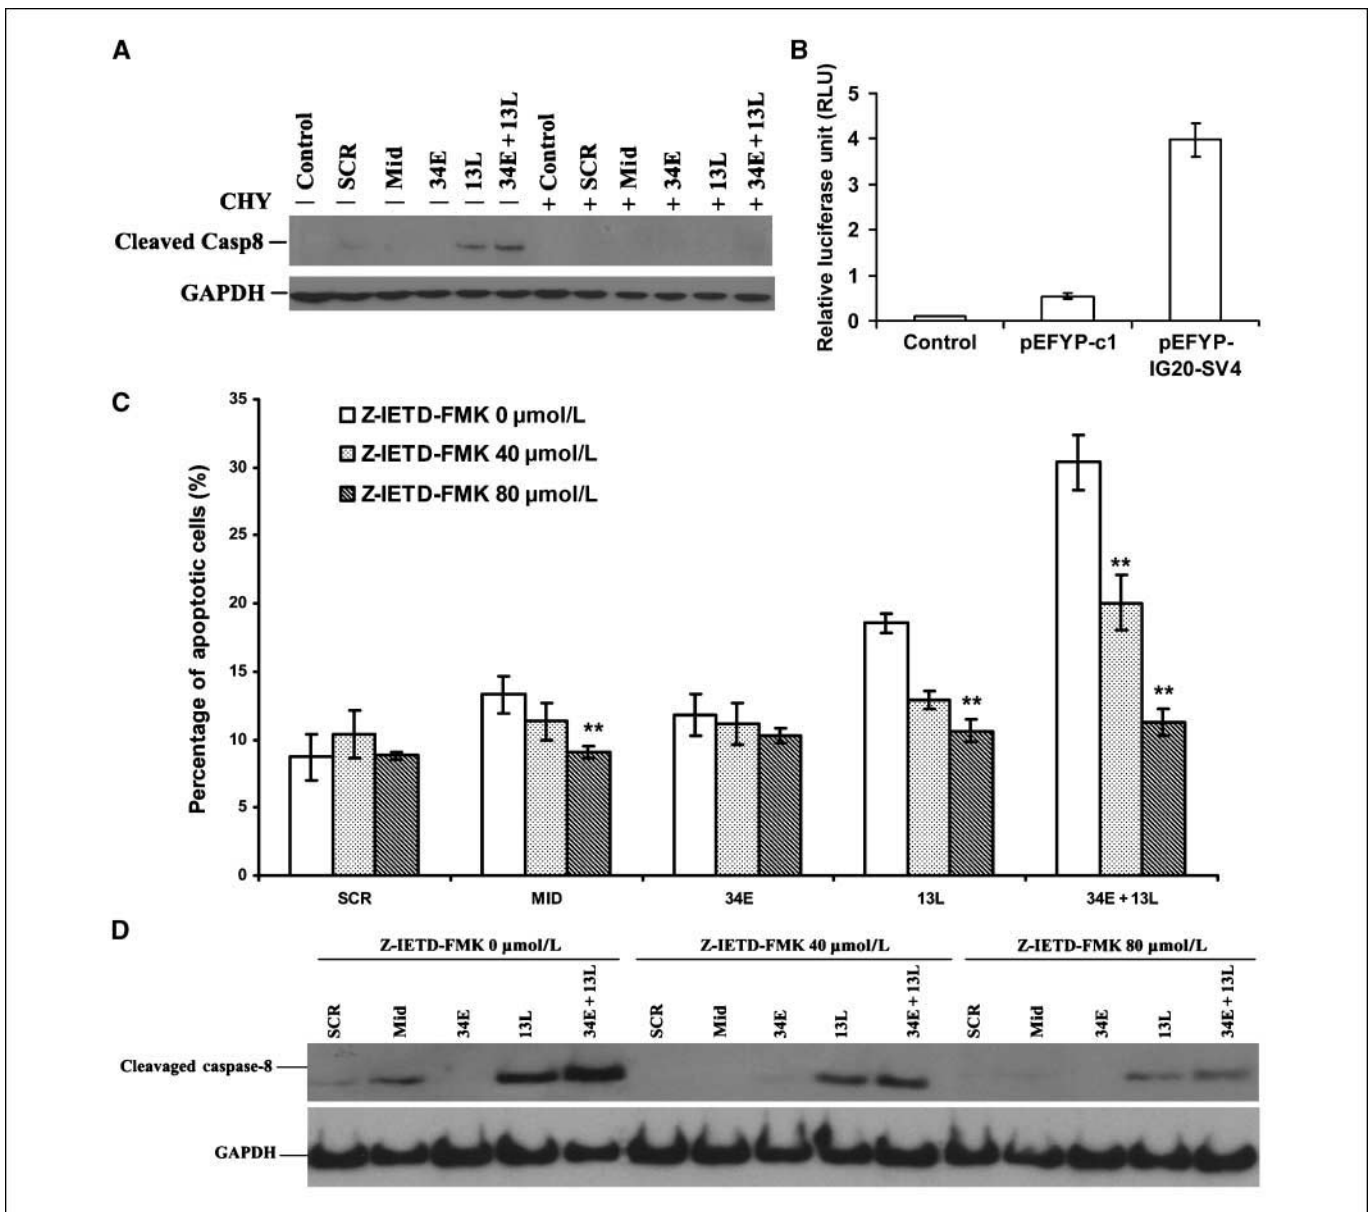 A
Control
SCR
Mid
34E
13L
34E + 13L
Control
SCR
Mid
34E
13L
34E + 13L
CHY
— — — — — — + + + + + +
Cleaved Casp8
GAPDH
B
Relative luciferase unit (RLU)
5
4
3
2
1
0
Control
pEFYP-c1
pEFYP-
IG20-SV4
C
Percentage of apoptotic cells (%)
35
30
25
20
15
10
5
0
Z-IETD-FMK 0 µmol/L
Z-IETD-FMK 40 µmol/L
Z-IETD-FMK 80 µmol/L
**
**
**
**
SCR
MID
34E
13L
34E + 13L
D
Z-IETD-FMK 0 µmol/L
Z-IETD-FMK 40 µmol/L
Z-IETD-FMK 80 µmol/L
SCR
Mid
34E
13L
34E + 13L
SCR
Mid
34E
13L
34E + 13L
SCR
Mid
34E
13L
34E + 13L
Cleavaged caspase-8
GAPDH